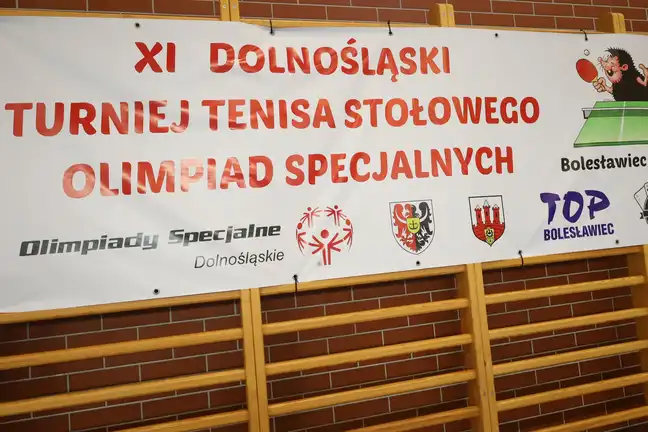 XI DOLNOŚLĄSKI
TURNIEJ TENISA STOŁOWEGO
OLIMPIAD SPECJALNYCH
Bolesławiec
Olimpiady Specjalne
Dolnośląskie
TOP
BOLESŁAWIEC